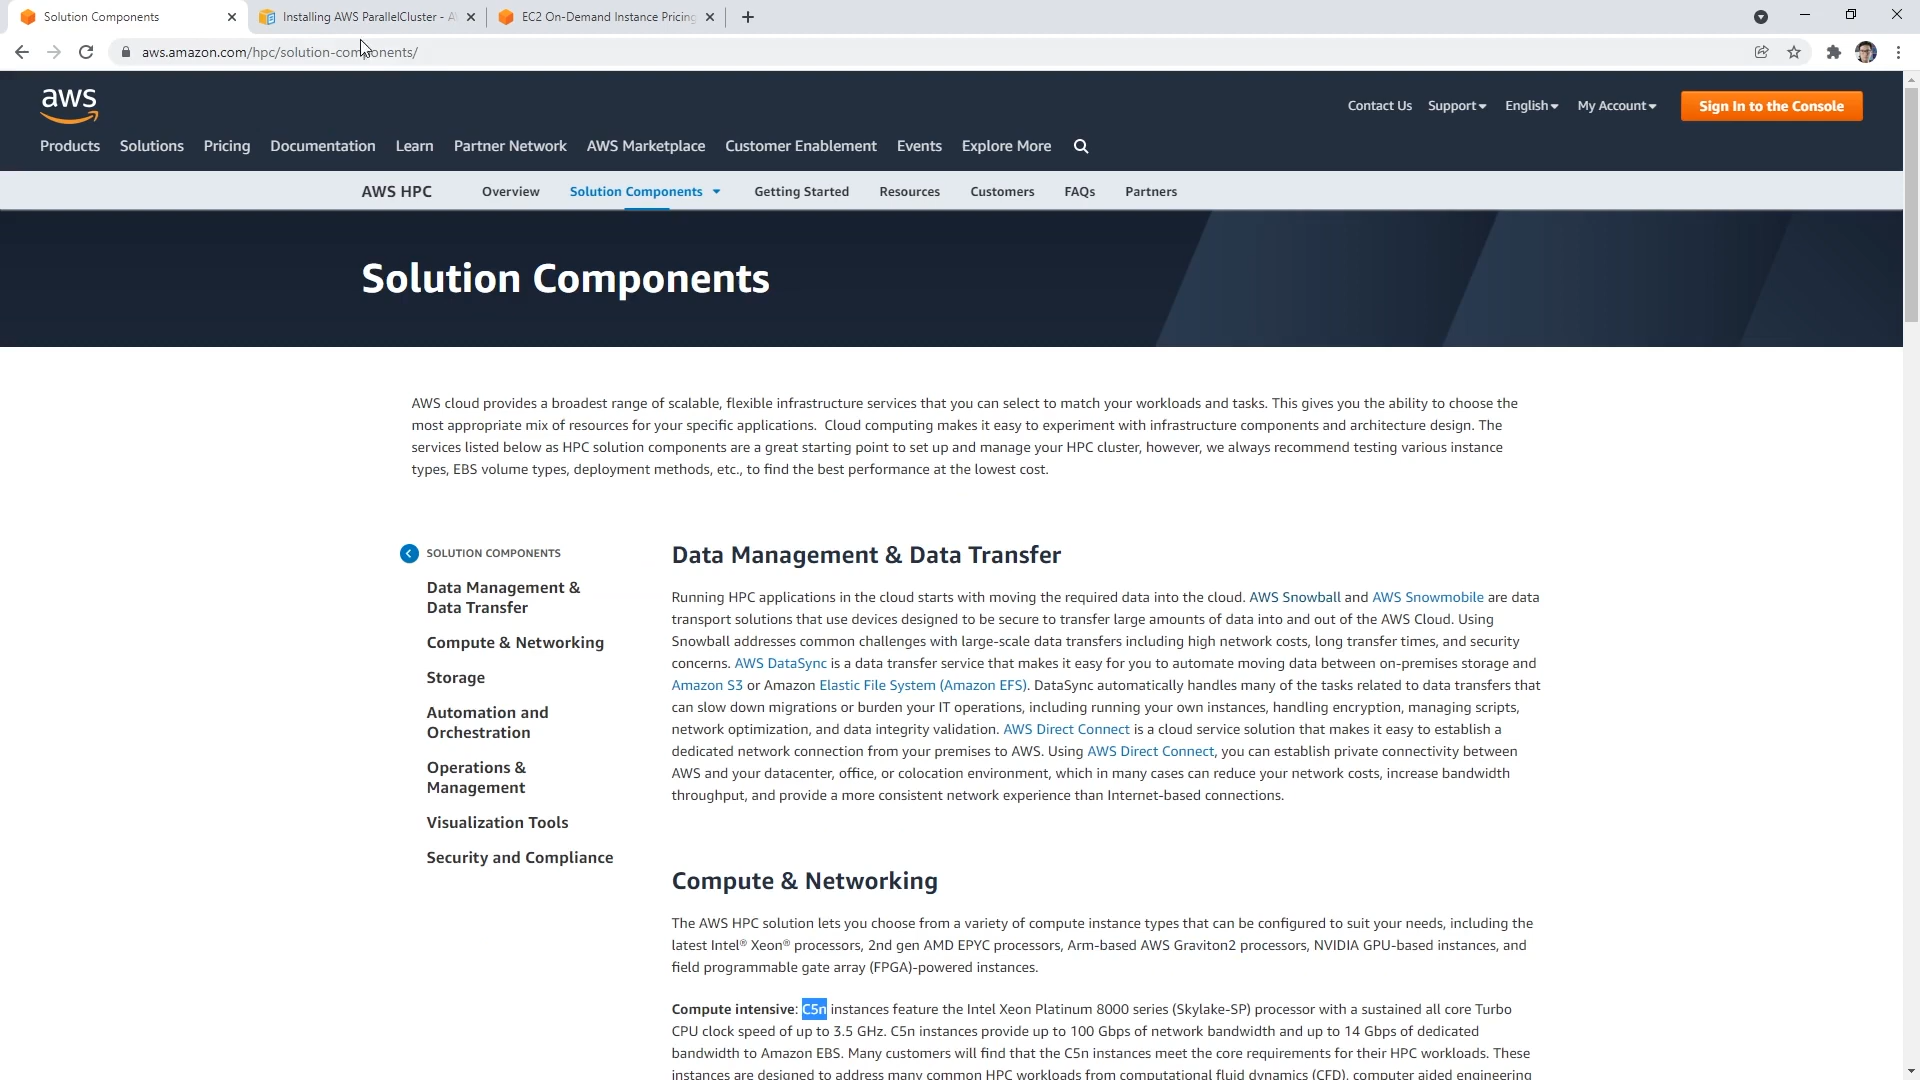 Solution Components
Installing AWS ParallelCluster - A
EC2 On-Demand Instance Pricing
aws.amazon.com/hpc/solution-components/
aws
Contact Us Support English My Account Sign In to the Console
Products Solutions Pricing Documentation Learn Partner Network AWS Marketplace Customer Enablement Events Explore More
AWS HPC Overview Solution Components Getting Started Resources Customers FAQs Partners
Solution Components
AWS cloud provides a broadest range of scalable, flexible infrastructure services that you can select to match your workloads and tasks. This gives you the ability to choose the
most appropriate mix of resources for your specific applications. Cloud computing makes it easy to experiment with infrastructure components and architecture design. The
services listed below as HPC solution components are a great starting point to set up and manage your HPC cluster, however, we always recommend testing various instance
types, EBS volume types, deployment methods, etc., to find the best performance at the lowest cost.
SOLUTION COMPONENTS
Data Management &
Data Transfer
Compute & Networking
Storage
Automation and
Orchestration
Operations &
Management
Visualization Tools
Security and Compliance
Data Management & Data Transfer
Running HPC applications in the cloud starts with moving the required data into the cloud. AWS Snowball and AWS Snowmobile are data
transport solutions that use devices designed to be secure to transfer large amounts of data into and out of the AWS Cloud. Using
Snowball addresses common challenges with large-scale data transfers including high network costs, long transfer times, and security
concerns. AWS DataSync is a data transfer service that makes it easy for you to automate moving data between on-premises storage and
Amazon S3 or Amazon Elastic File System (Amazon EFS). DataSync automatically handles many of the tasks related to data transfers that
can slow down migrations or burden your IT operations, including running your own instances, handling encryption, managing scripts,
network optimization, and data integrity validation. AWS Direct Connect is a cloud service solution that makes it easy to establish a
dedicated network connection from your premises to AWS. Using AWS Direct Connect, you can establish private connectivity between
AWS and your datacenter, office, or colocation environment, which in many cases can reduce your network costs, increase bandwidth
throughput, and provide a more consistent network experience than Internet-based connections.
Compute & Networking
The AWS HPC solution lets you choose from a variety of compute instance types that can be configured to suit your needs, including the
latest Intel® Xeon® processors, 2nd gen AMD EPYC processors, Arm-based AWS Graviton2 processors, NVIDIA GPU-based instances, and
field programmable gate array (FPGA)-powered instances.
Compute intensive: C5n instances feature the Intel Xeon Platinum 8000 series (Skylake-SP) processor with a sustained all core Turbo
CPU clock speed of up to 3.5 GHz. C5n instances provide up to 100 Gbps of network bandwidth and up to 14 Gbps of dedicated
bandwidth to Amazon EBS. Many customers will find that the C5n instances meet the core requirements for their HPC workloads. These
instances are designed to address many common HPC workloads from computational fluid dynamics (CFD), computer aided engineering